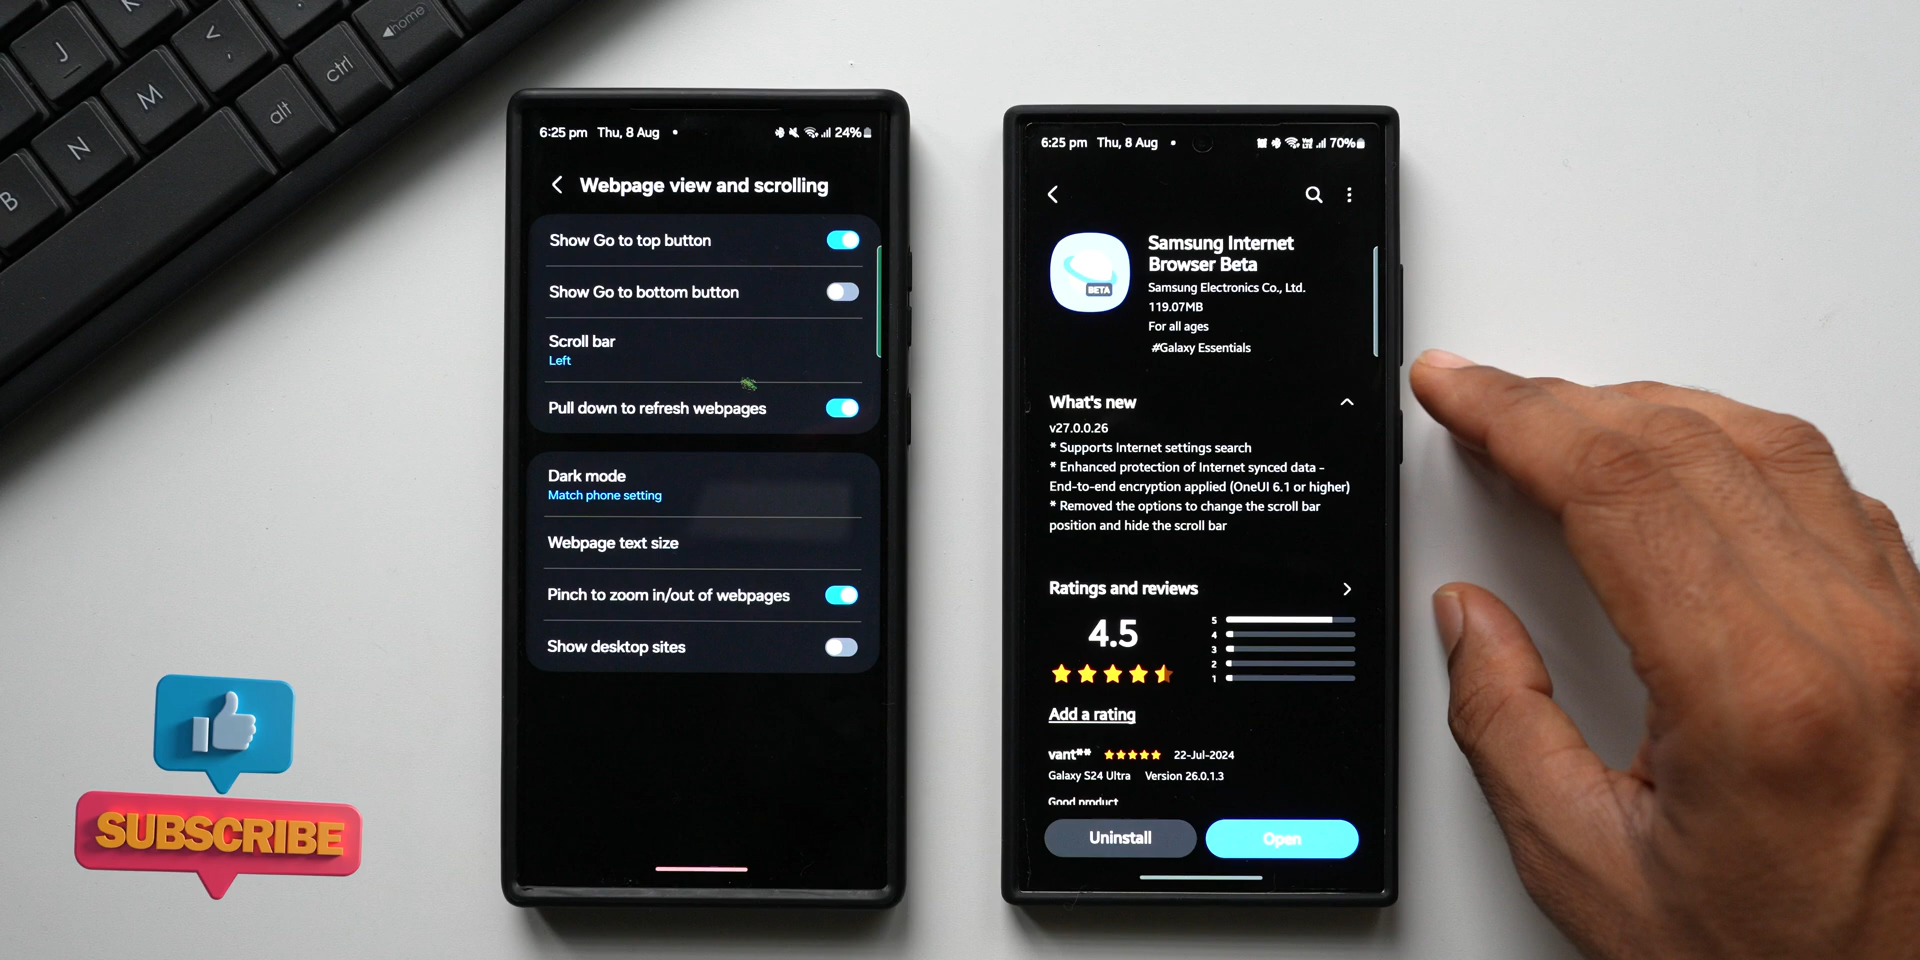 J
K
<
,
◀home
N
M
alt
ctrl
B
6:25 pm Thu, 8 Aug
24%
Webpage view and scrolling
Show Go to top button
Show Go to bottom button
Scroll bar
Left
Pull down to refresh webpages
Dark mode
Match phone setting
Webpage text size
Pinch to zoom in/out of webpages
Show desktop sites
6:25 pm Thu, 8 Aug
70%
BETA
Samsung Internet
Browser Beta
Samsung Electronics Co., Ltd.
119.07MB
For all ages
#Galaxy Essentials
What's new
v27.0.0.26
* Supports Internet settings search
* Enhanced protection of Internet synced data -
End-to-end encryption applied (OneUI 6.1 or higher)
* Removed the options to change the scroll bar
position and hide the scroll bar
Ratings and reviews
4.5
5
4
3
2
1
Add a rating
vant** 22-Jul-2024
Galaxy S24 Ultra Version 26.0.1.3
Good product
Uninstall
Open
SUBSCRIBE